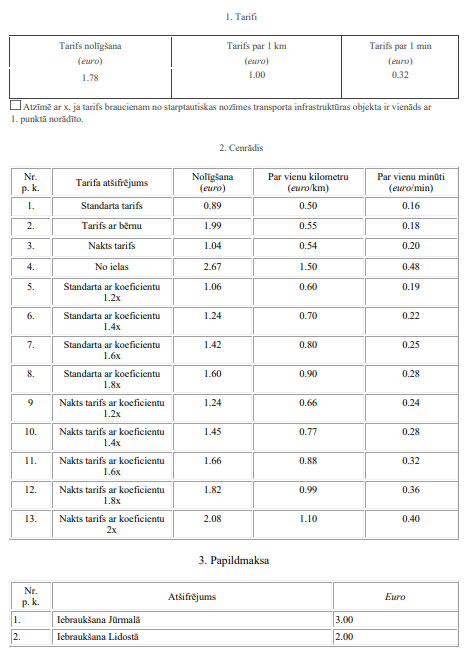 1. Tarifi
Tarifs nolīgšana Tarifs par 1 km Tarifs par 1 min
(euro) (euro) (euro)
1.78 1.00 0.32
Atzīmē ar x, ja tarifs braucienam no starptautiskas nozīmes transporta infrastruktūras objekta ir vienāds ar
1. punktā norādīto.
2. Cenrādis
Nr. Nolīgšana Par vienu kilometru Par vienu minūti
p. k. Tarifa atšifrējums (euro) (euro/km) (euro/min)
1. Standarta tarifs 0.89 0.50 0.16
2. Tarifs ar bērnu 1.99 0.55 0.18
3. Nakts tarifs 1.04 0.54 0.20
4. No ielas 2.67 1.50 0.48
5. Standarta ar koeficientu 1.06 0.60 0.19
1.2x
6. Standarta ar koeficientu 1.24 0.70 0.22
1.4x
7. Standarta ar koeficientu 1.42 0.80 0.25
1.6x
8. Standarta ar koeficientu 1.60 0.90 0.28
1.8x
9 Nakts tarifs ar koeficientu 1.24 0.66 0.24
1.2x
10. Nakts tarifs ar koeficientu 1.45 0.77 0.28
1.4x
11. Nakts tarifs ar koeficientu 1.66 0.88 0.32
1.6x
12. Nakts tarifs ar koeficientu 1.82 0.99 0.36
1.8x
13. Nakts tarifs ar koeficientu 2.08 1.10 0.40
2x
3. Papildmaksa
Nr.
p. k. Atšifrējums Euro
1. Iebraukšana Jūrmalā 3.00
2. Iebraukšana Lidostā 2.00